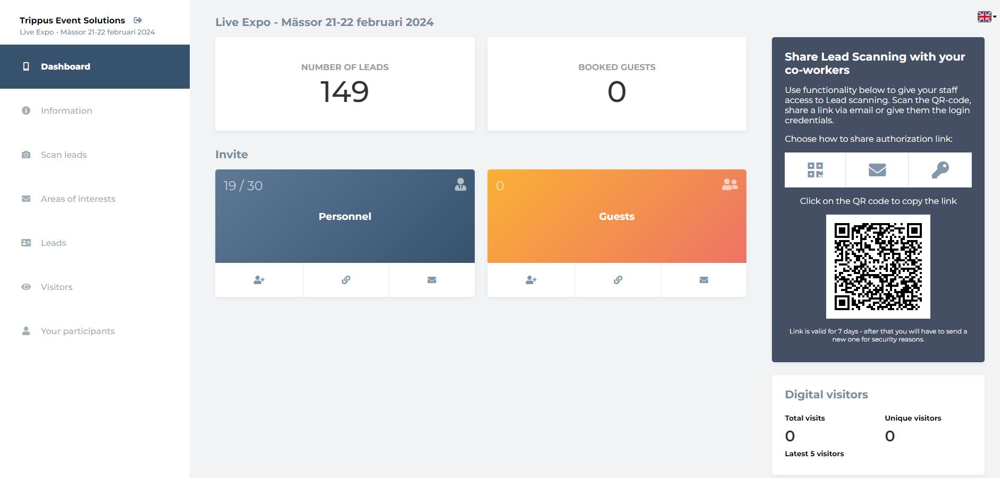 Trippus Event Solutions
Live Expo - Mässor 21-22 februari 2024
Dashboard
Information
Scan leads
Areas of interests
Leads
Visitors
Your participants
Live Expo - Mässor 21-22 februari 2024
NUMBER OF LEADS
149
BOOKED GUESTS
0
Invite
19 / 30
Personnel
0
Guests
Share Lead Scanning with your
co-workers
Use functionality below to give your staff
access to Lead scanning. Scan the QR-code,
share a link via email or give them the login
credentials.
Choose how to share authorization link:
Click on the QR code to copy the link
Link is valid for 7 days - after that you will have to send a
new one for security reasons.
Digital visitors
Total visits
0
Unique visitors
0
Latest 5 visitors